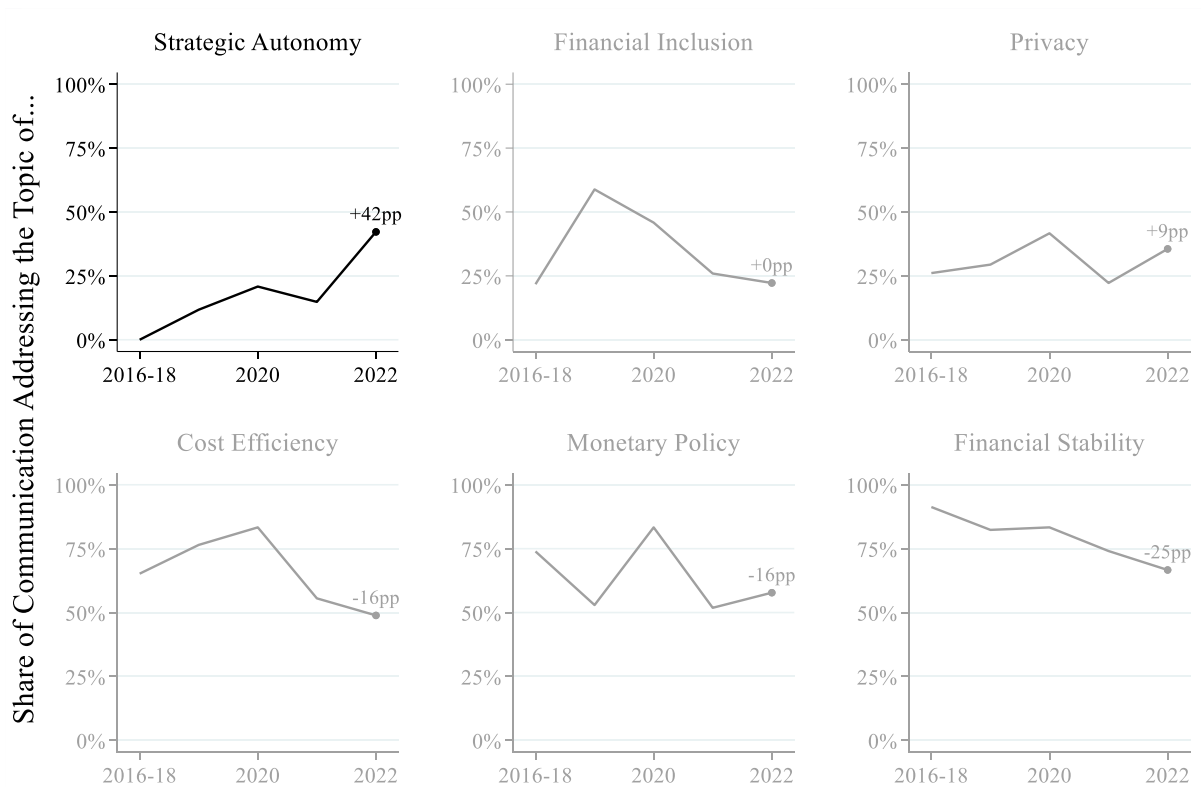 Share of Communication Addressing the Topic of...
Strategic Autonomy
100%
75%
50%
25%
0%
+42pp
2016-18 2020 2022
Financial Inclusion
100%
75%
50%
25%
0%
+0pp
2016-18 2020 2022
Privacy
100%
75%
50%
25%
0%
+9pp
2016-18 2020 2022
Cost Efficiency
100%
75%
50%
25%
0%
-16pp
2016-18 2020 2022
Monetary Policy
100%
75%
50%
25%
0%
-16pp
2016-18 2020 2022
Financial Stability
100%
75%
50%
25%
0%
-25pp
2016-18 2020 2022